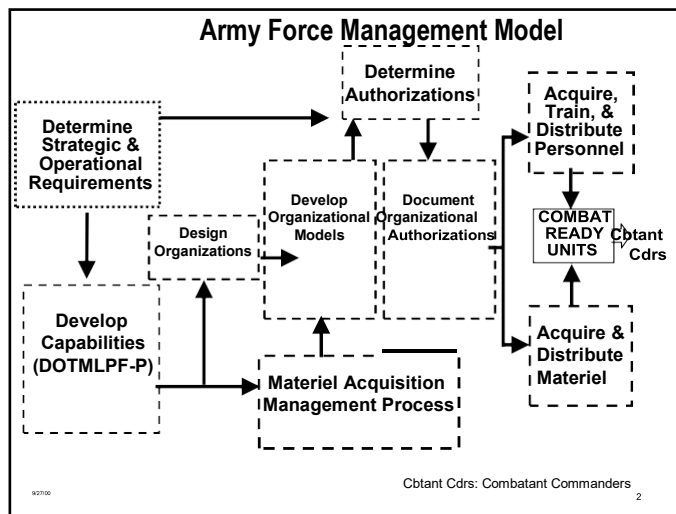 Army Force Management Model
Determine
Authorizations
Acquire,
Train, &
Distribute
Personnel
Determine
Strategic &
Operational
Requirements
Develop
Organizational
Models
Document
Organizational
Authorizations
Design
Organizations
COMBAT
READY
UNITS
Cbtant
Cdrs
Develop
Capabilities
(DOTMLPF-P)
Materiel Acquisition
Management Process
Acquire &
Distribute
Materiel
Cbtant Cdrs: Combatant Commanders
9/27/00
2